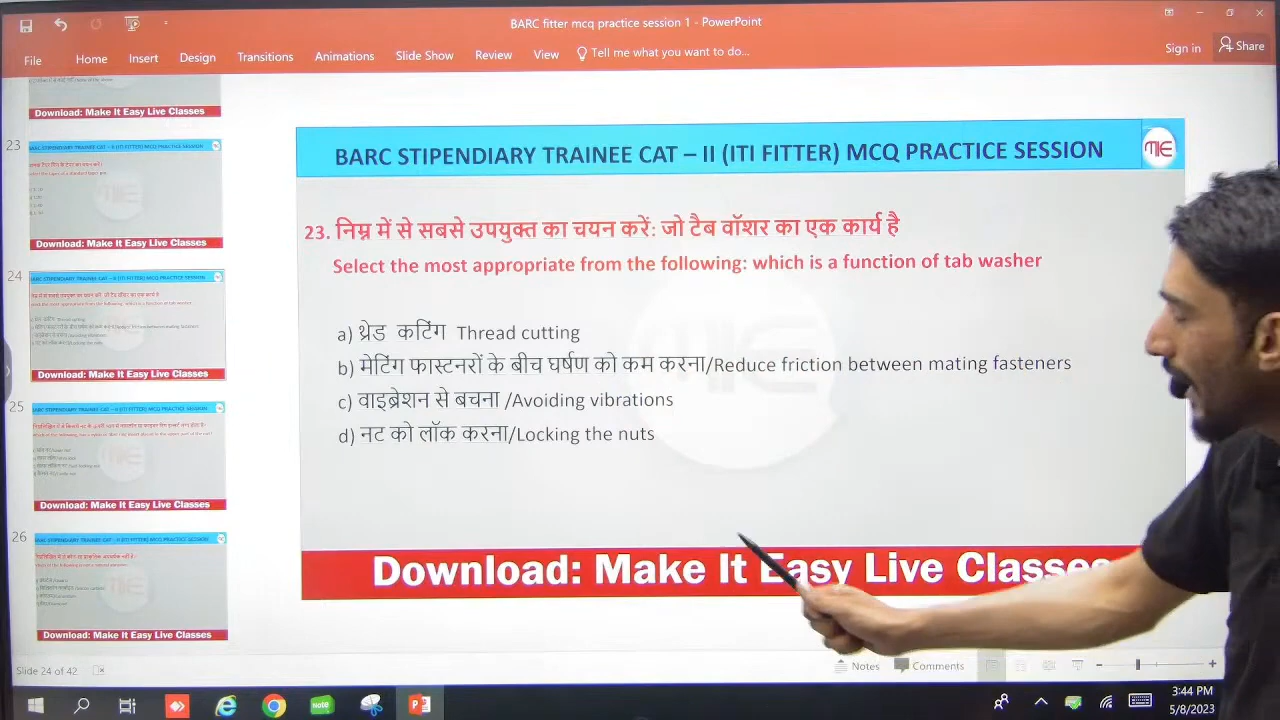 BARC fitter mcq practice session 1 - PowerPoint
File Home Insert Design Transitions Animations Slide Show Review View Tell me what you want to do... Sign in Share
Download: Make It Easy Live Classes
23
Download: Make It Easy Live Classes
24
Download: Make It Easy Live Classes
25
Download: Make It Easy Live Classes
26
Download: Make It Easy Live Classes
BARC STIPENDIARY TRAINEE CAT – II (ITI FITTER) MCQ PRACTICE SESSION
23. निम्न में से सबसे उपयुक्त का चयन करें: जो टैब वॉशर का एक कार्य है
Select the most appropriate from the following: which is a function of tab washer
a) थ्रेड कटिंग Thread cutting
b) मेटिंग फास्टनरों के बीच घर्षण को कम करना/Reduce friction between mating fasteners
c) वाइब्रेशन से बचना /Avoiding vibrations
d) नट को लॉक करना/Locking the nuts
Download: Make It Easy Live Classes
Slide 24 of 42
Notes Comments
3:44 PM
5/8/2023